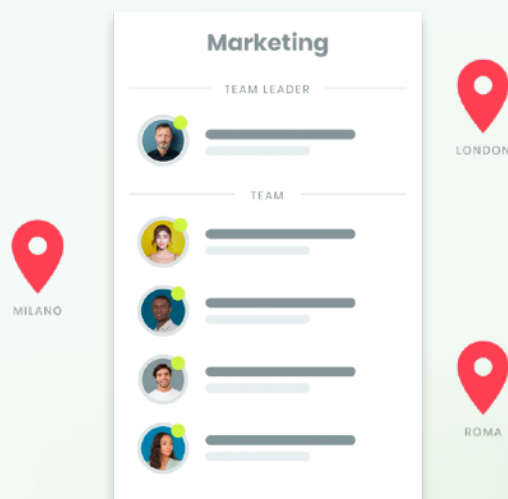 Marketing
TEAM LEADER
LONDON
TEAM
MILANO
ROMA